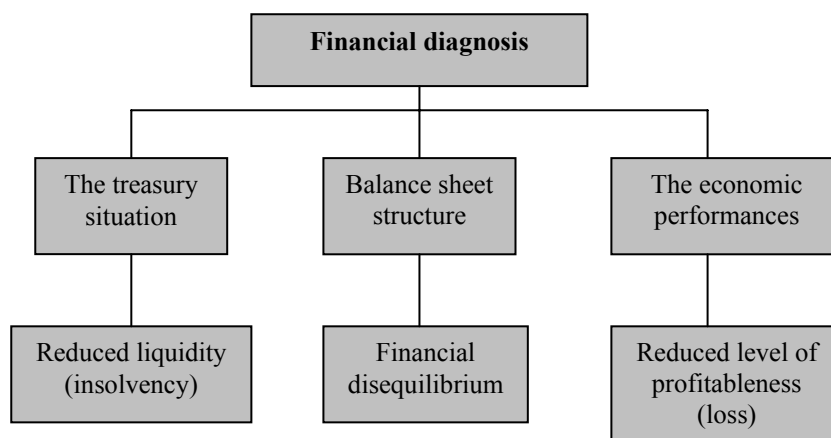 Financial diagnosis
The treasury
situation
Balance sheet
structure
The economic
performances
Reduced liquidity
(insolvency)
Financial
disequilibrium
Reduced level of
profitableness
(loss)